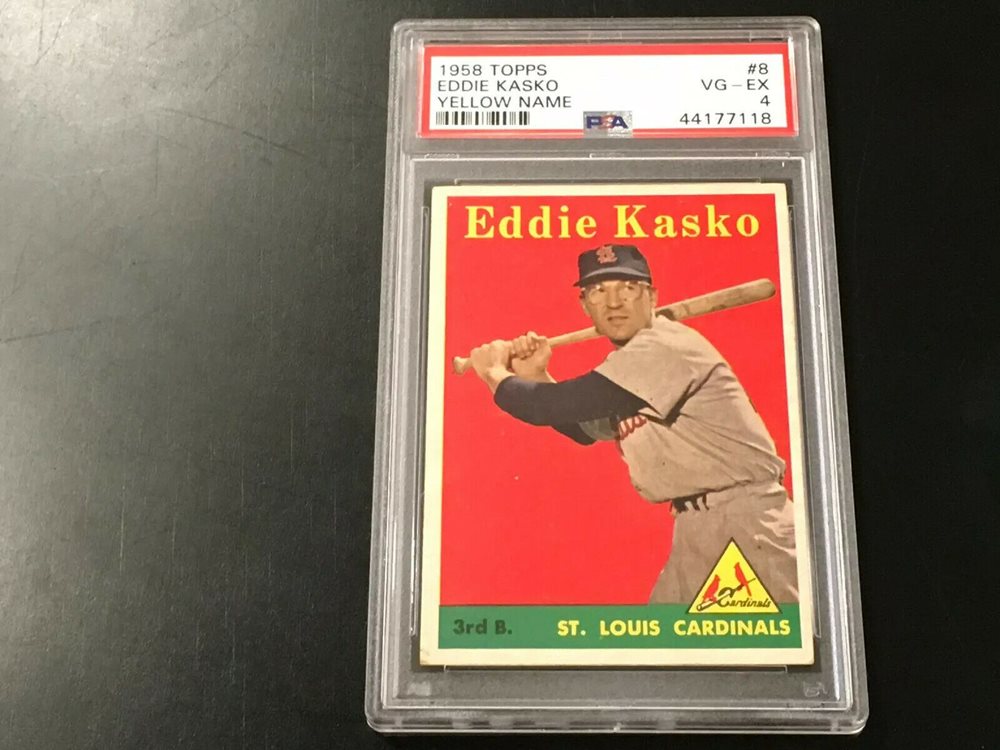 1958 TOPPS #8
EDDIE KASKO VG-EX
YELLOW NAME 4
PSA 44177118
Eddie Kasko
Cardinals
3rd B. ST. LOUIS CARDINALS